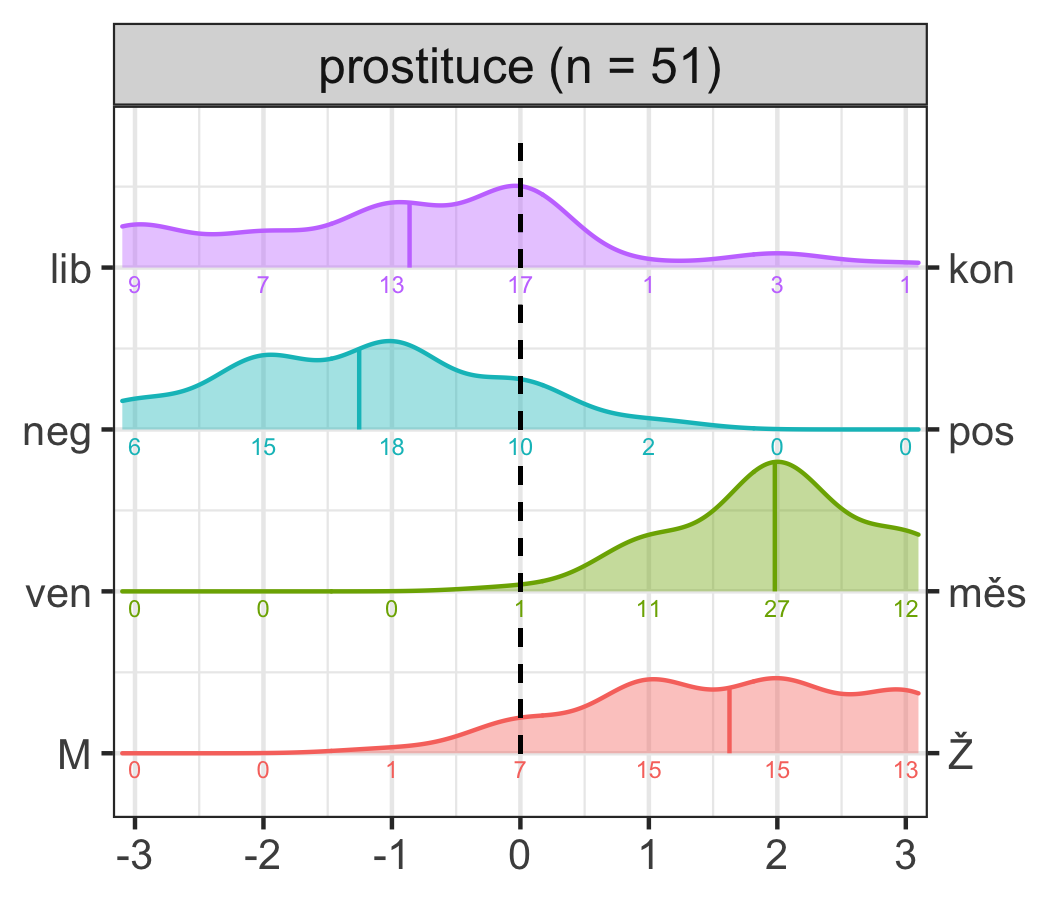 prostituce (n = 51)
lib kon
9 7 13 17 1 3 1
neg pos
6 15 18 10 2 0 0
ven měs
0 0 0 1 11 27 12
M Ž
0 0 1 7 15 15 13
-3 -2 -1 0 1 2 3